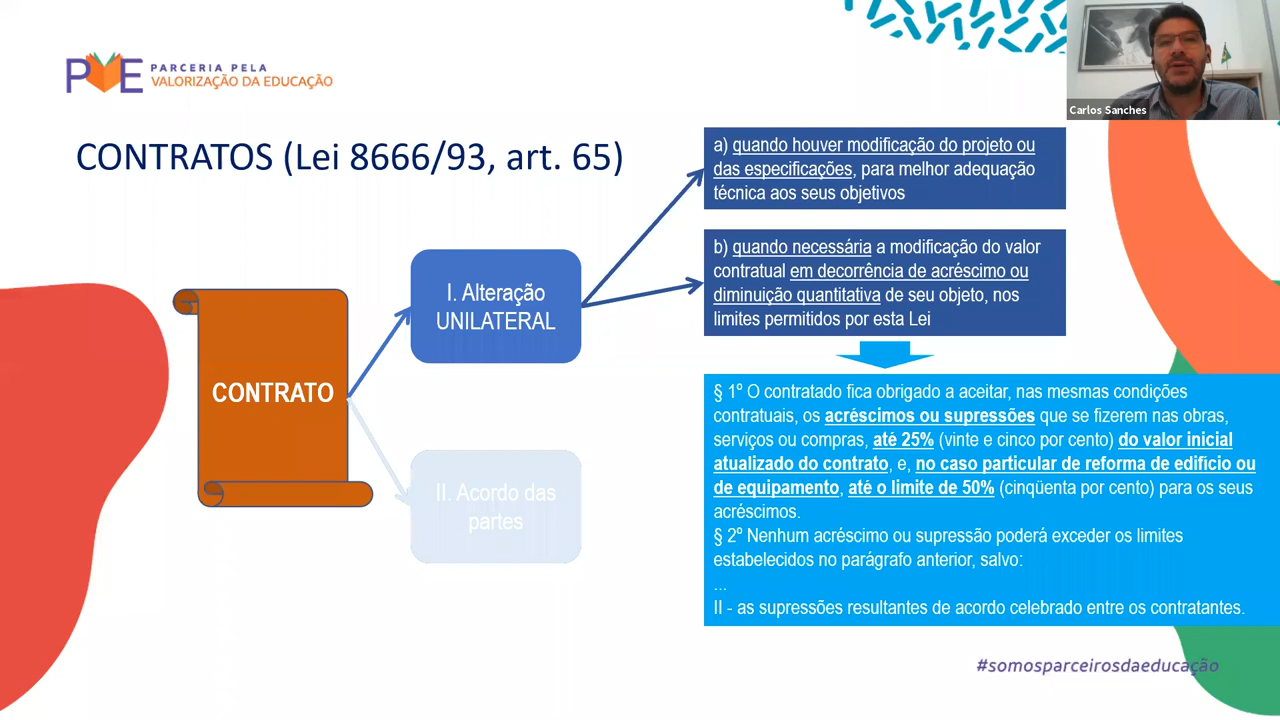 PVE PARCERIA PELA
VALORIZAÇÃO DA EDUCAÇÃO
Carlos Sanches
CONTRATOS (Lei 8666/93, art. 65)
CONTRATO
I. Alteração
UNILATERAL
II. Acordo das
partes
a) quando houver modificação do projeto ou
das especificações, para melhor adequação
técnica aos seus objetivos
b) quando necessária a modificação do valor
contratual em decorrência de acréscimo ou
diminuição quantitativa de seu objeto, nos
limites permitidos por esta Lei
§ 1º O contratado fica obrigado a aceitar, nas mesmas condições
contratuais, os acréscimos ou supressões que se fizerem nas obras,
serviços ou compras, até 25% (vinte e cinco por cento) do valor inicial
atualizado do contrato, e, no caso particular de reforma de edifício ou
de equipamento, até o limite de 50% (cinqüenta por cento) para os seus
acréscimos.
§ 2º Nenhum acréscimo ou supressão poderá exceder os limites
estabelecidos no parágrafo anterior, salvo:
...
II - as supressões resultantes de acordo celebrado entre os contratantes.
#somosparceirosdaeducação